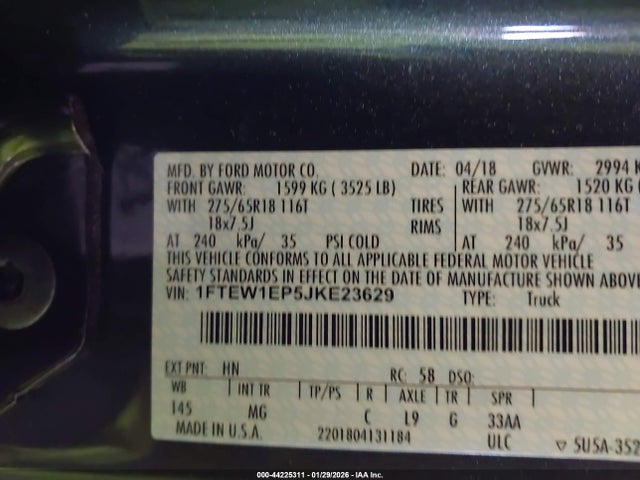 MFD. BY FORD MOTOR CO. DATE: 04/18 GVWR: 2994 K
FRONT GAWR: 1599 KG ( 3525 LB) REAR GAWR: 1520 KG (
WITH 275/65R18 116T TIRES WITH 275/65R18 116T
18x7.5J RIMS 18x7.5J
AT 240 kPa/ 35 PSI COLD AT 240 kPa/ 35
THIS VEHICLE CONFORMS TO ALL APPLICABLE FEDERAL MOTOR VEHICLE
SAFETY STANDARDS IN EFFECT ON THE DATE OF MANUFACTURE SHOWN ABOVE
VIN: 1FTEW1EP5JKE23629 TYPE: Truck
EXT PNT: HN RC: 58 DSO:
WB INT TR TP/PS R AXLE TR SPR
145 MG C L9 G 33AA
MADE IN U.S.A. 2201804131184 ULC ▽ 5U5A-352
000-44225311 - 01/29/2026 - IAA Inc.